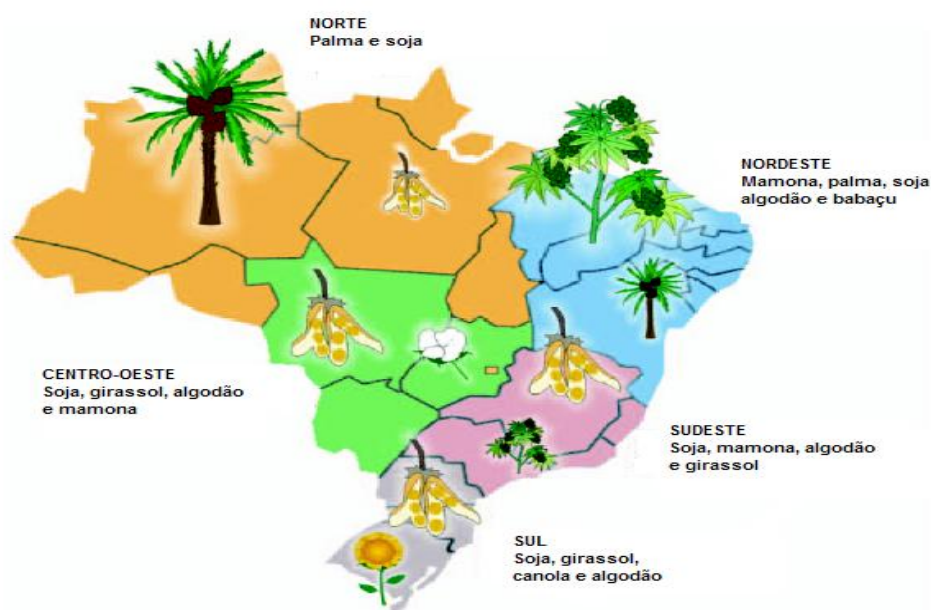 NORTE
Palma e soja
NORDESTE
Mamona, palma, soja
algodão e babaçu
CENTRO-OESTE
Soja, girassol, algodão
e mamona
SUDESTE
Soja, mamona, algodão
e girassol
SUL
Soja, girassol,
canola e algodão